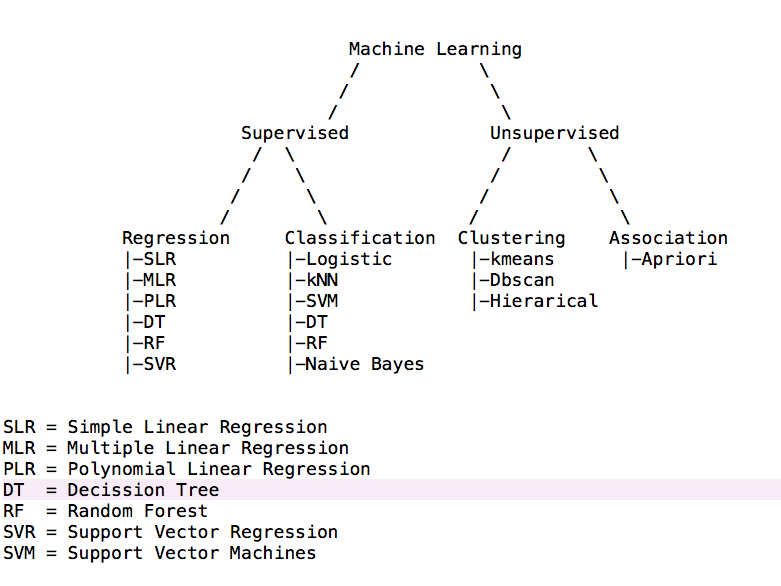 Machine Learning
/ \
/ \
/ \
Supervised Unsupervised
/ \ / \
/ \ / \
/ \ / \
/ \ / \
Regression Classification Clustering Association
|-SLR |-Logistic |-kmeans |-Apriori
|-MLR |-kNN |-Dbscan
|-PLR |-SVM |-Hierarical
|-DT |-DT
|-RF |-RF
|-SVR |-Naive Bayes
SLR = Simple Linear Regression
MLR = Multiple Linear Regression
PLR = Polynomial Linear Regression
DT = Decission Tree
RF = Random Forest
SVR = Support Vector Regression
SVM = Support Vector Machines